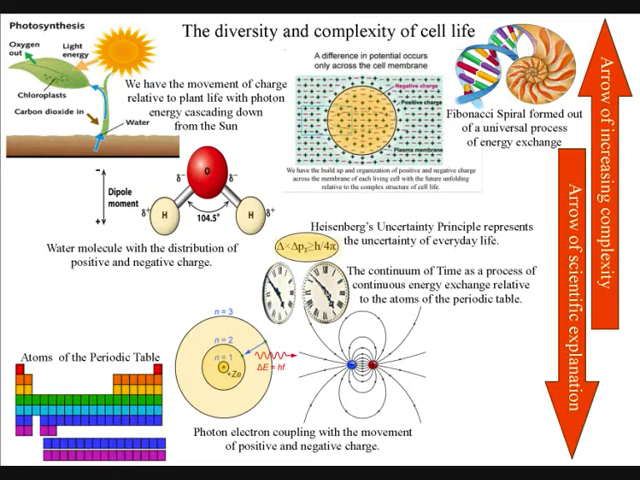 The diversity and complexity of cell life
Photosynthesis
Oxygen
out
Light
energy
Chloroplasts
Carbon dioxide in
Water
We have the movement of charge
relative to plant life with photon
energy cascading down
from the Sun
A difference in potential occurs
only across the cell membrane
Negative charge
Positive charge
Plasma membrane
We have the build up and organization of positive and negative charge
across the membrane of each living cell with the future unfolding
relative to the complex structure of cell life.
Fibonacci Spiral formed out
of a universal process
of energy exchange
Arrow of increasing complexity
Arrow of scientific explanation
-
+
Dipole
moment
δ-
δ-
O
δ+
H
H
δ+
104.5°
Water molecule with the distribution of
positive and negative charge.
Heisenberg's Uncertainty Principle represents
the uncertainty of everyday life.
Δ×Δpₓ≥h/4π
The continuum of Time as a process of
continuous energy exchange relative
to the atoms of the periodic table.
Atoms of the Periodic Table
n = 3
n = 2
n = 1
+Ze
ΔE = hf
Photon electron coupling with the movement
of positive and negative charge.